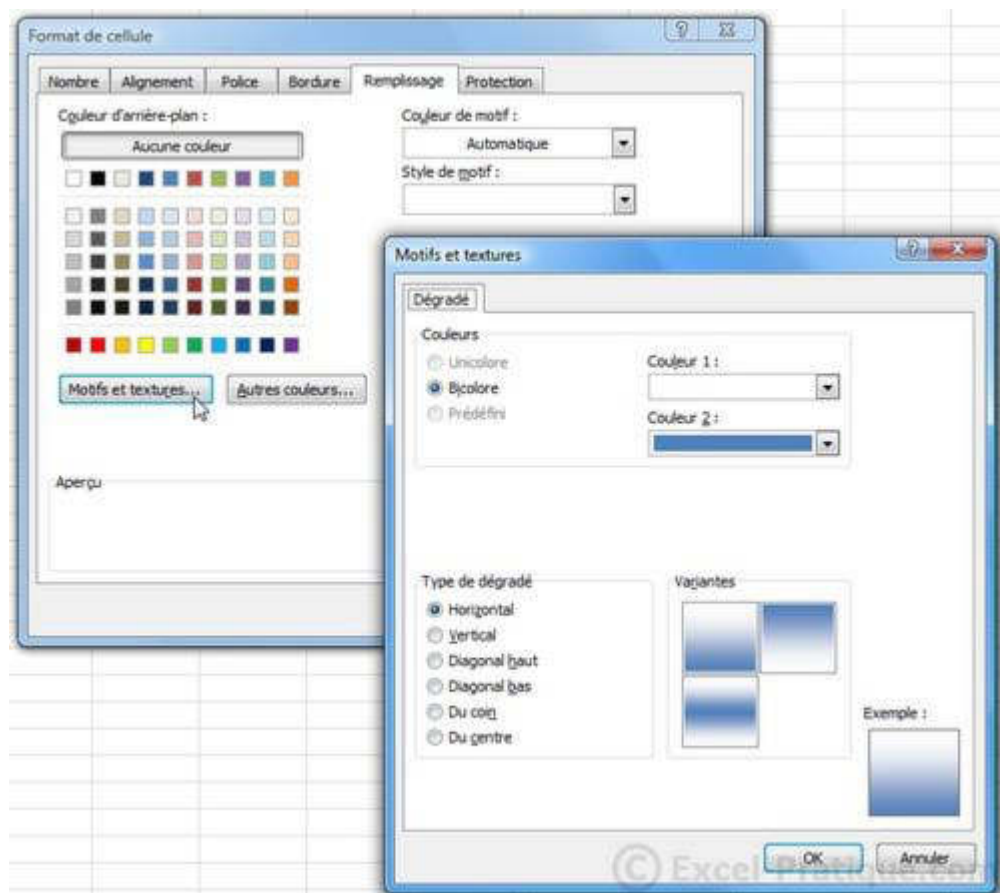 Format de cellule
Nombre Alignement Police Bordure Remplissage Protection
Couleur d'arrière-plan :
Aucune couleur
Motifs et textures... Autres couleurs...
Aperçu
Couleur de motif :
Automatique
Style de motif :
Motifs et textures
Dégradé
Couleurs
Unicolore
Bicolore
Prédéfini
Couleur 1 :
Couleur 2 :
Type de dégradé
Horizontal
Vertical
Diagonal haut
Diagonal bas
Du coin
Du centre
Variantes
Exemple :
OK Annuler
© Excel-Pratique.com